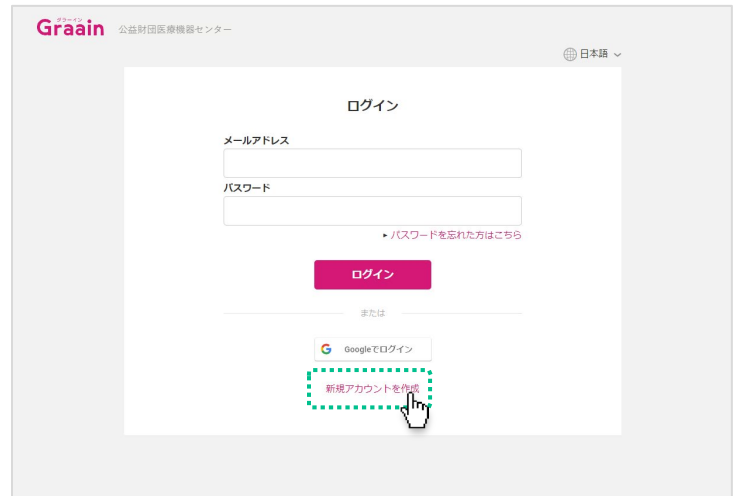 グラーイン
Graain 公益財団医療機器センター
日本語
ログイン
メールアドレス
パスワード
▸ パスワードを忘れた方はこちら
ログイン
または
Googleでログイン
新規アカウントを作成